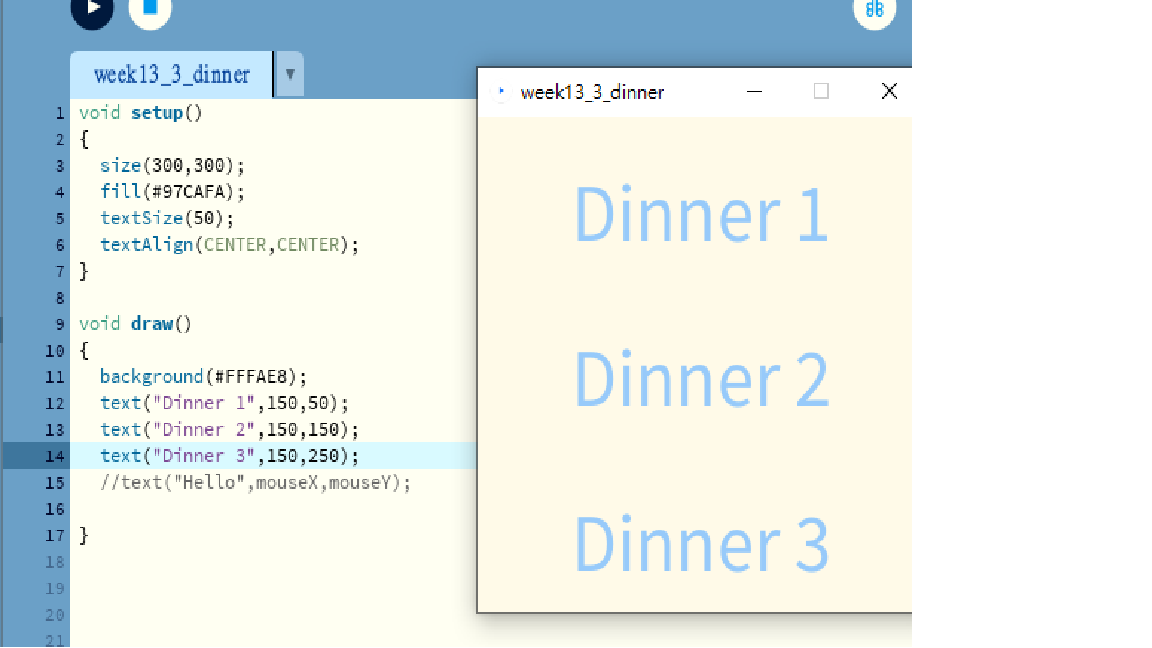 week13_3_dinner
1 void setup()
2 {
3 size(300,300);
4 fill(#97CAFA);
5 textSize(50);
6 textAlign(CENTER,CENTER);
7 }
8
9 void draw()
10 {
11 background(#FFFAE8);
12 text("Dinner 1",150,50);
13 text("Dinner 2",150,150);
14 text("Dinner 3",150,250);
15 //text("Hello",mouseX,mouseY);
16
17 }
18
19
20
21
week13_3_dinner
Dinner 1
Dinner 2
Dinner 3